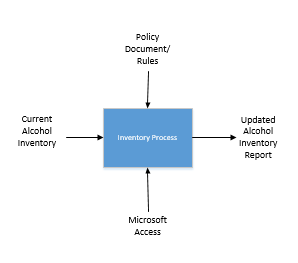 Policy
Document/
Rules
Current
Alcohol
Inventory
Inventory Process
Updated
Alcohol
Inventory
Report
Microsoft
Access